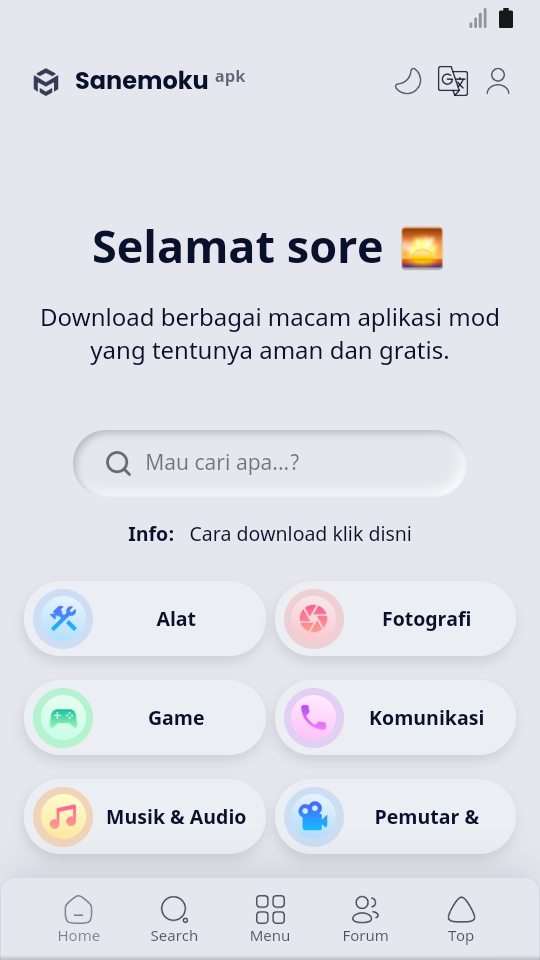 Sanemoku apk
Selamat sore
Download berbagai macam aplikasi mod
yang tentunya aman dan gratis.
Mau cari apa...?
Info: Cara download klik disni
Alat
Fotografi
Game
Komunikasi
Musik & Audio
Pemutar &
Home
Search
Menu
Forum
Top